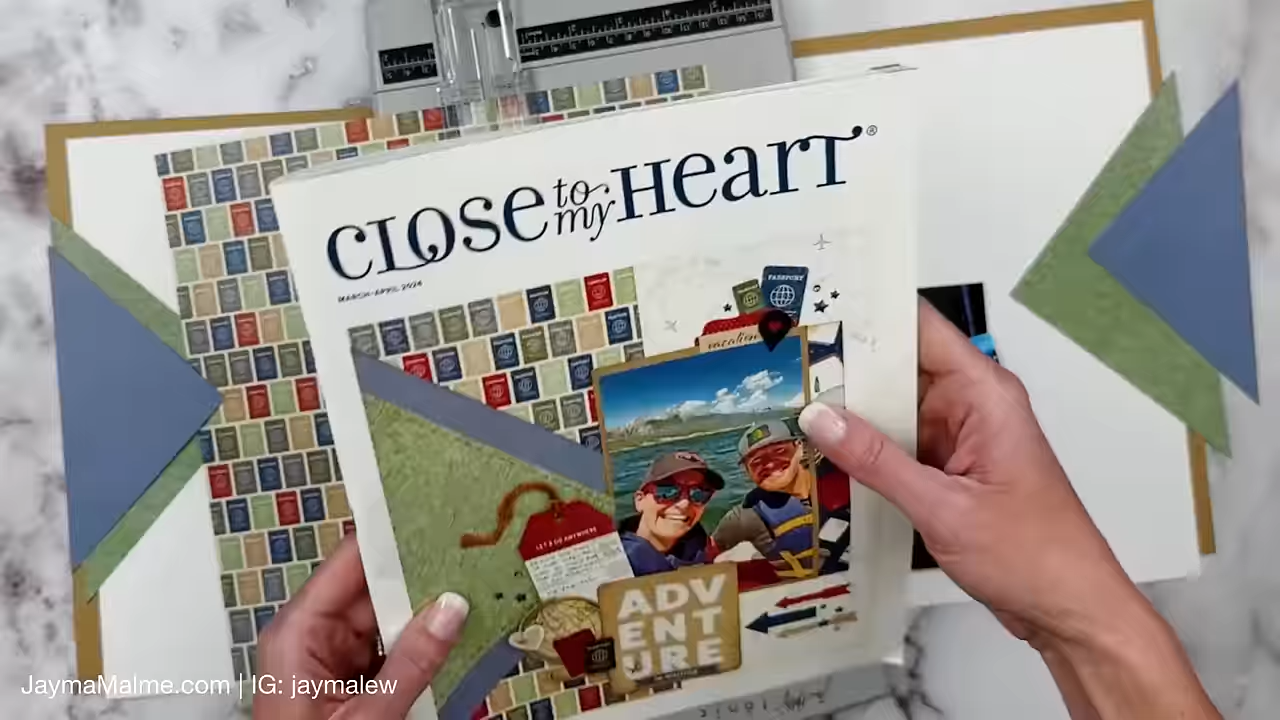 CLOSE to my HEART®
MARCH–APRIL 2024
PASSPORT
vacation
LET'S GO ANYWHERE
ADV
ENT
URE
JaymaMalme.com | IG: jaymalew